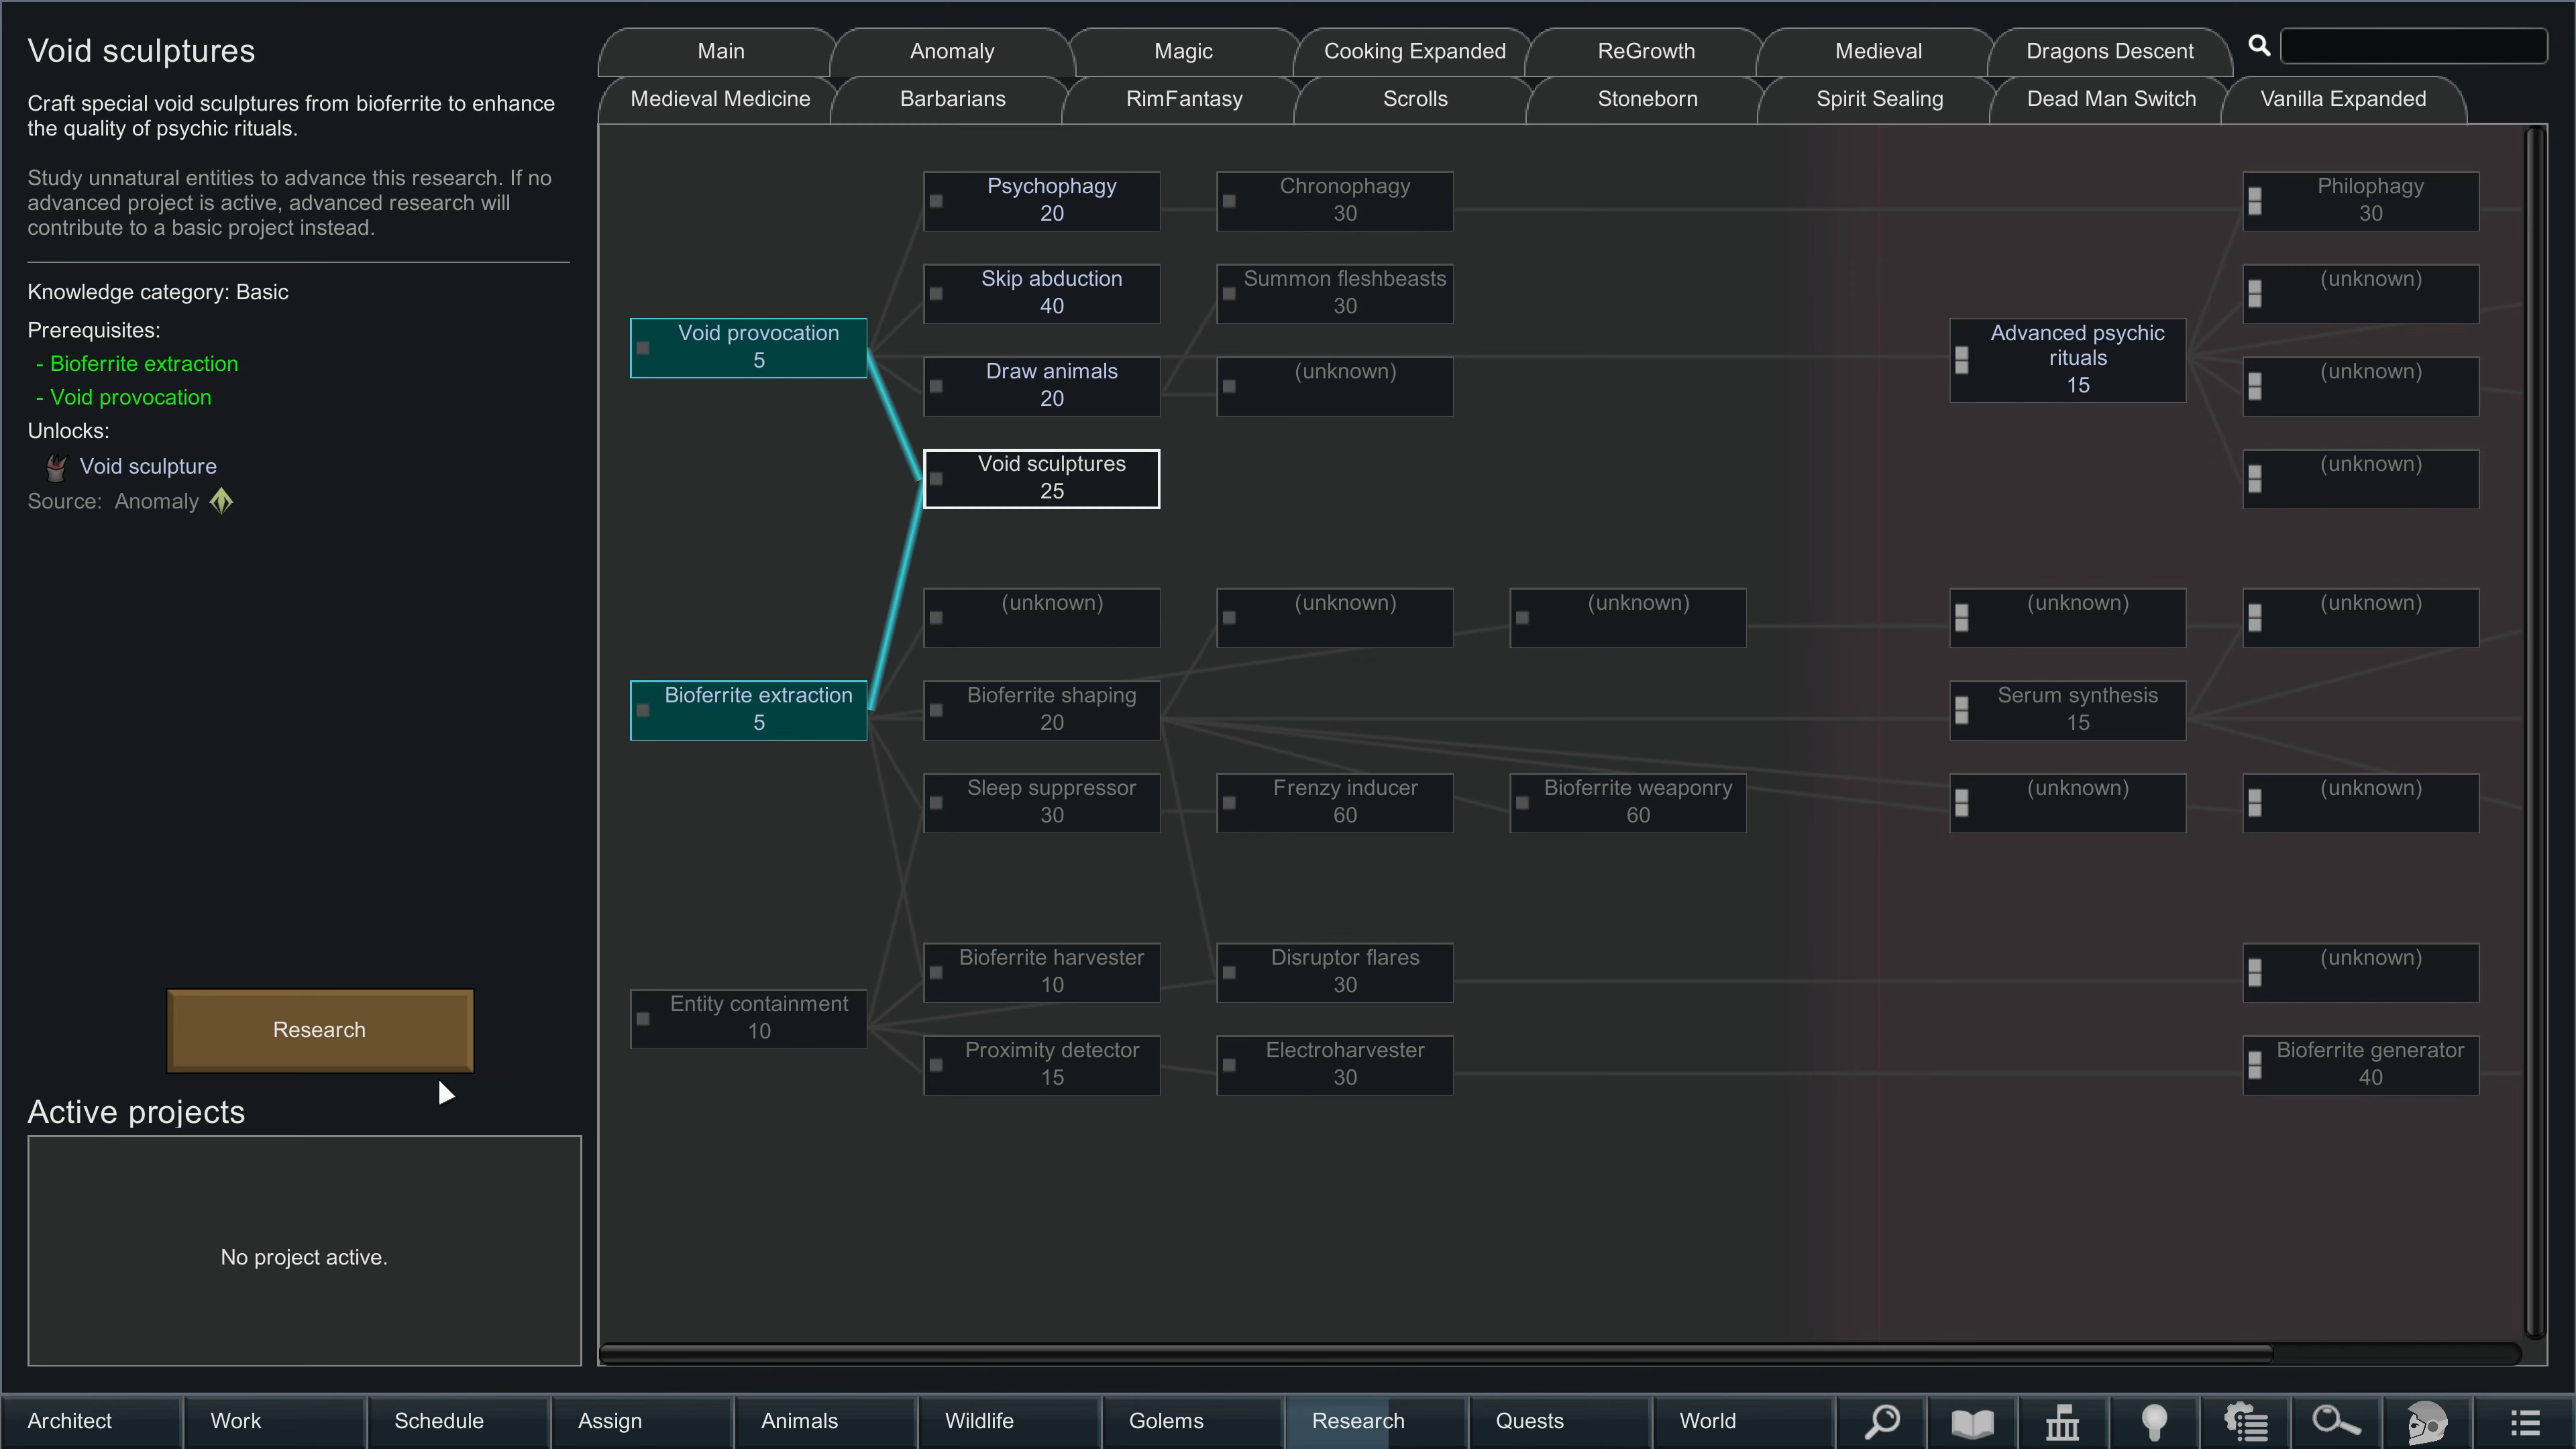 Void sculptures
Craft special void sculptures from bioferrite to enhance
the quality of psychic rituals.
Study unnatural entities to advance this research. If no
advanced project is active, advanced research will
contribute to a basic project instead.
Knowledge category: Basic
Prerequisites:
- Bioferrite extraction
- Void provocation
Unlocks:
Void sculpture
Source: Anomaly
Research
Active projects
No project active.
Main
Anomaly
Magic
Cooking Expanded
ReGrowth
Medieval
Dragons Descent
Medieval Medicine
Barbarians
RimFantasy
Scrolls
Stoneborn
Spirit Sealing
Dead Man Switch
Vanilla Expanded
Psychophagy
20
Chronophagy
30
Philophagy
30
Skip abduction
40
Summon fleshbeasts
30
(unknown)
Void provocation
5
Draw animals
20
(unknown)
Advanced psychic
rituals
15
(unknown)
Void sculptures
25
(unknown)
(unknown)
(unknown)
(unknown)
(unknown)
(unknown)
Bioferrite extraction
5
Bioferrite shaping
20
Serum synthesis
15
Sleep suppressor
30
Frenzy inducer
60
Bioferrite weaponry
60
(unknown)
(unknown)
Bioferrite harvester
10
Disruptor flares
30
(unknown)
Entity containment
10
Proximity detector
15
Electroharvester
30
Bioferrite generator
40
Architect
Work
Schedule
Assign
Animals
Wildlife
Golems
Research
Quests
World